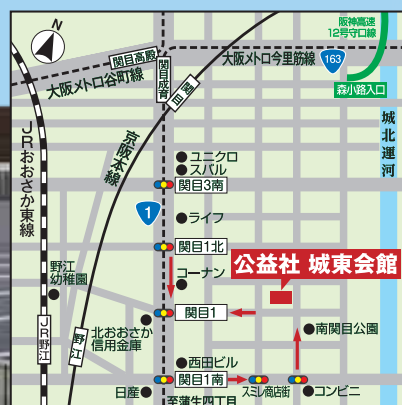 N
阪神高速
12号守口線
関目高殿
大阪メトロ今里筋線
163
大阪メトロ谷町線
関目成育
関目
森小路入口
城北運河
JRおおさか東線
京阪本線
ユニクロ
スバル
関目3南
1
ライフ
関目1北
公益社 城東会館
野江
幼稚園
コーナン
関目1
JR野江
野江
北おおさか
信用金庫
南関目公園
西田ビル
日産
関目1南
スミレ商店街
コンビニ
至蒲生四丁目